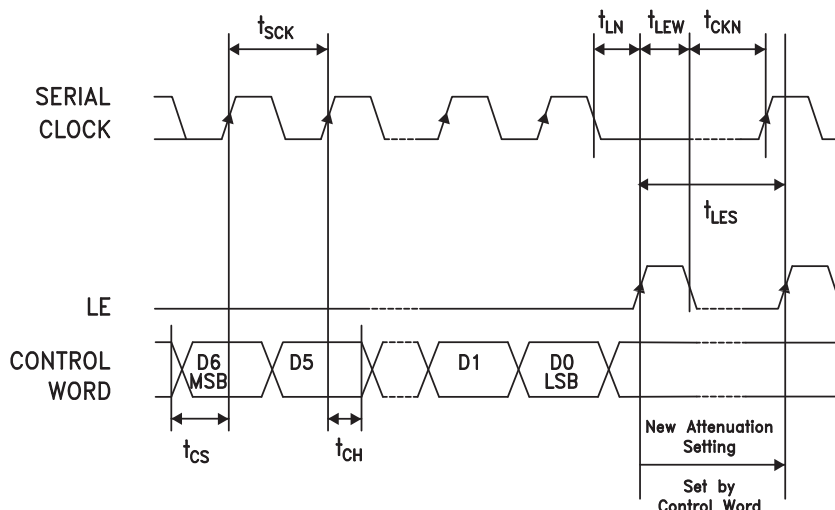 tSCK
tLN
tLEW
tCKN
SERIAL
CLOCK
tLES
LE
CONTROL
WORD
D6
MSB
D5
D1
D0
LSB
tCS
tCH
New Attenuation
Setting
Set by
Control Word